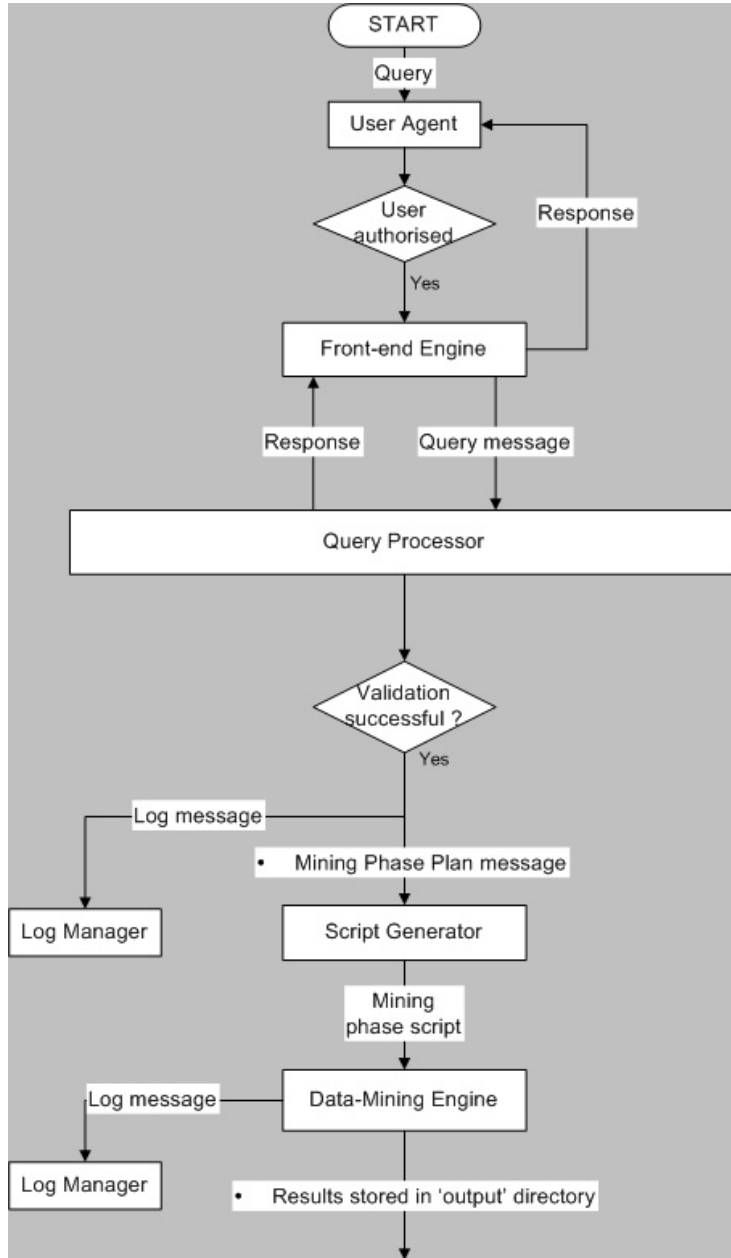 START
Query
User Agent
User
authorised
Response
Yes
Front-end Engine
Response
Query message
Query Processor
Validation
successful ?
Yes
Log message
• Mining Phase Plan message
Log Manager
Script Generator
Mining
phase script
Log message
Data-Mining Engine
Log Manager
• Results stored in ‘output’ directory